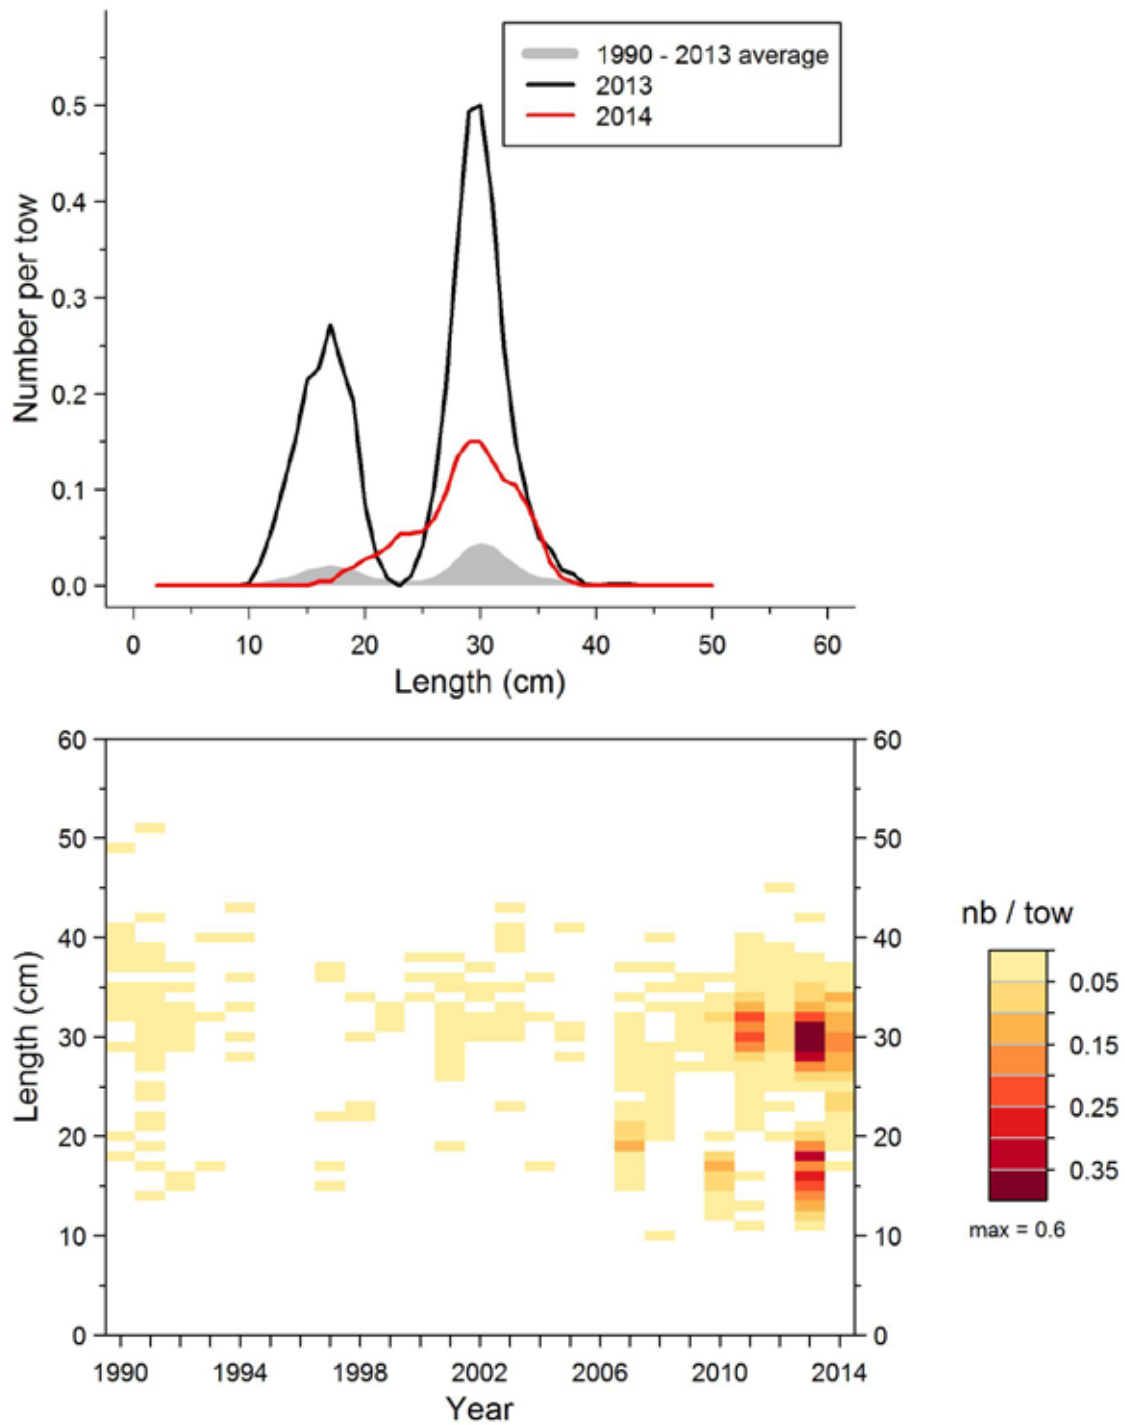 1990 - 2013 average
2013
2014
0.5
0.4
0.3
0.2
0.1
0.0
Number per tow
0 10 20 30 40 50 60
Length (cm)
60 60
50 50
40 40
30 30
20 20
10 10
0 0
Length (cm)
1990 1994 1998 2002 2006 2010 2014
Year
nb / tow
0.05
0.15
0.25
0.35
max = 0.6